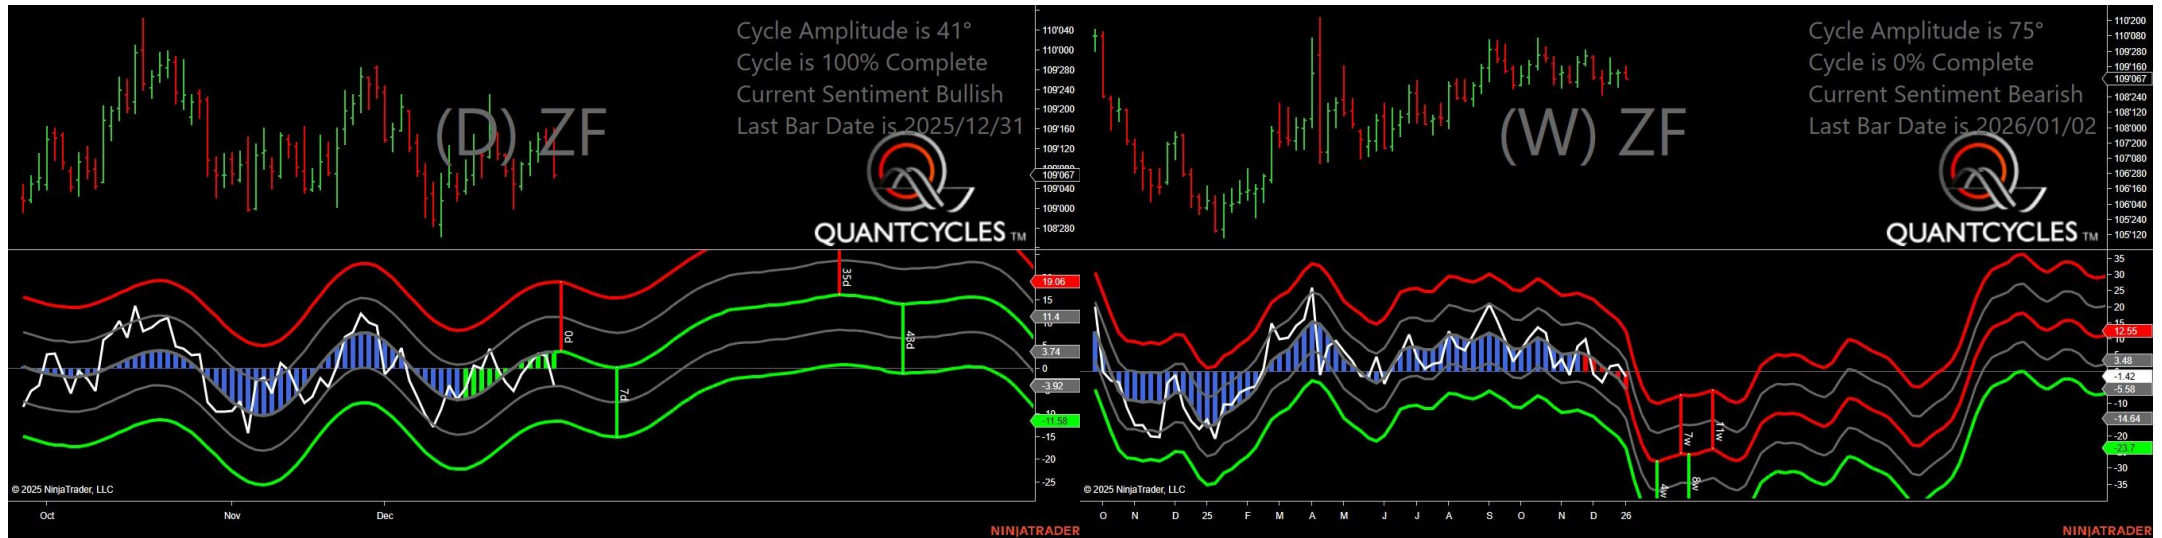 Cycle Amplitude is 41°
Cycle is 100% Complete
Current Sentiment Bullish
Last Bar Date is 2025/12/31
(D) ZF
QUANTCYCLES TM
110'040
110'000
109'280
109'240
109'200
109'160
109'120
109'080
109'067
109'040
109'000
108'280
35d
0d
7d
43d
19.06
15
11.4
3.74
0
-3.92
-11.58
-15
-20
-25
© 2025 NinjaTrader, LLC
Oct Nov Dec
NINJATRADER
Cycle Amplitude is 75°
Cycle is 0% Complete
Current Sentiment Bearish
Last Bar Date is 2026/01/02
(W) ZF
QUANTCYCLES TM
110'200
110'080
109'280
109'160
109'067
108'240
108'120
108'000
107'200
107'080
106'280
106'160
106'040
105'240
105'120
7w
11w
4w
8w
35
30
25
20
15
12.55
3.48
-1.42
-5.58
-10
-14.64
-20
-23.7
-30
-35
© 2025 NinjaTrader, LLC
O N D 25 F M A M J J A S O N D 26
NINJATRADER